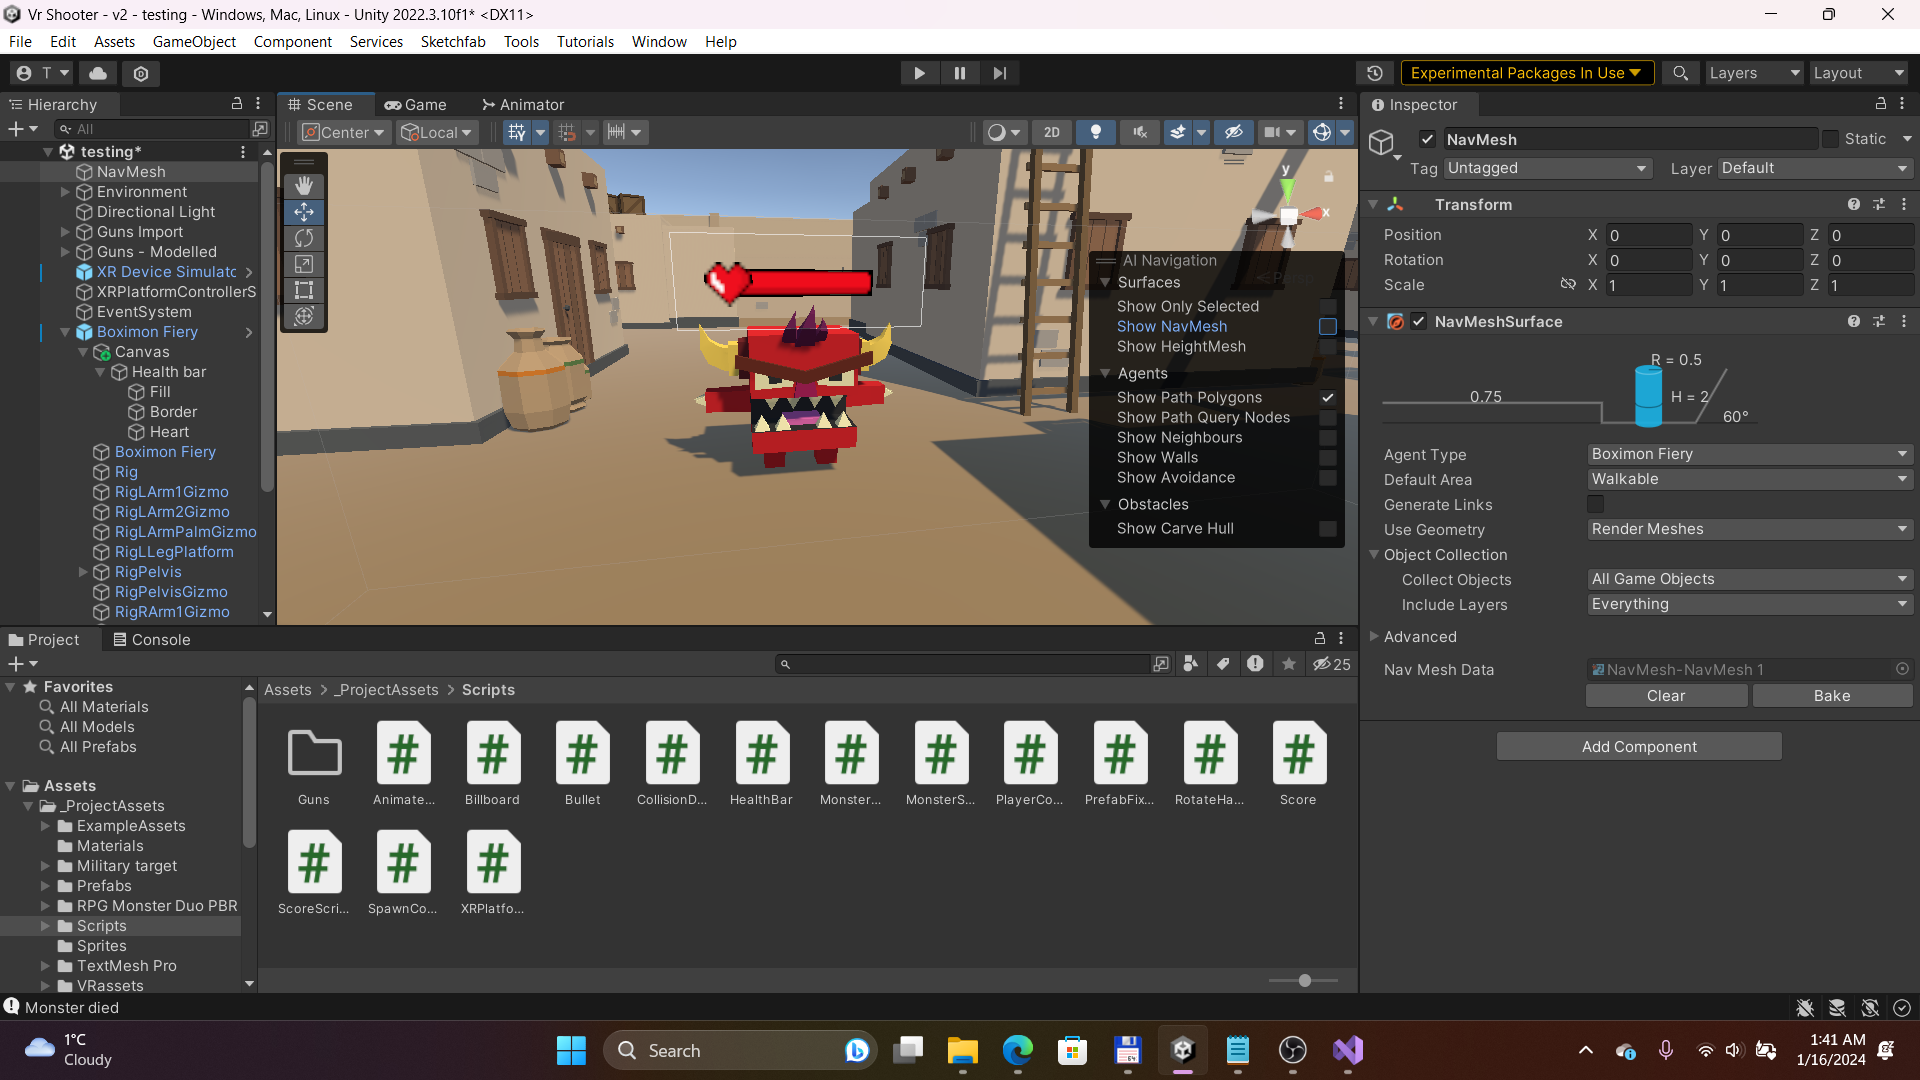 Vr Shooter - v2 - testing - Windows, Mac, Linux - Unity 2022.3.10f1* <DX11>
File Edit Assets GameObject Component Services Sketchfab Tools Tutorials Window Help
T
Experimental Packages In Use
Layers
Layout
Hierarchy
All
testing*
NavMesh
Environment
Directional Light
Guns Import
Guns - Modelled
XR Device Simulatc
XRPlatformControllerS
EventSystem
Boximon Fiery
Canvas
Health bar
Fill
Border
Heart
Boximon Fiery
Rig
RigLArm1Gizmo
RigLArm2Gizmo
RigLArmPalmGizmo
RigLLegPlatform
RigPelvis
RigPelvisGizmo
RigRArm1Gizmo
Scene
Game
Animator
Center
Local
2D
y
x
AI Navigation
Surfaces
Show Only Selected
Show NavMesh
Show HeightMesh
Agents
Show Path Polygons
Show Path Query Nodes
Show Neighbours
Show Walls
Show Avoidance
Obstacles
Show Carve Hull
Inspector
NavMesh
Static
Tag Untagged
Layer Default
Transform
Position X 0 Y 0 Z 0
Rotation X 0 Y 0 Z 0
Scale X 1 Y 1 Z 1
NavMeshSurface
R = 0.5
0.75
H = 2
60°
Agent Type Boximon Fiery
Default Area Walkable
Generate Links
Use Geometry Render Meshes
Object Collection
Collect Objects All Game Objects
Include Layers Everything
Advanced
Nav Mesh Data NavMesh-NavMesh 1
Clear Bake
Add Component
Project
Console
25
Favorites
All Materials
All Models
All Prefabs
Assets
_ProjectAssets
ExampleAssets
Materials
Military target
Prefabs
RPG Monster Duo PBR
Scripts
Sprites
TextMesh Pro
VRassets
Assets > _ProjectAssets > Scripts
Guns
Animate...
Billboard
Bullet
CollisionD...
HealthBar
Monster...
MonsterS...
PlayerCo...
PrefabFix...
RotateHa...
Score
ScoreScri...
SpawnCo...
XRPlatfo...
Monster died
1°C
Cloudy
Search
1:41 AM
1/16/2024